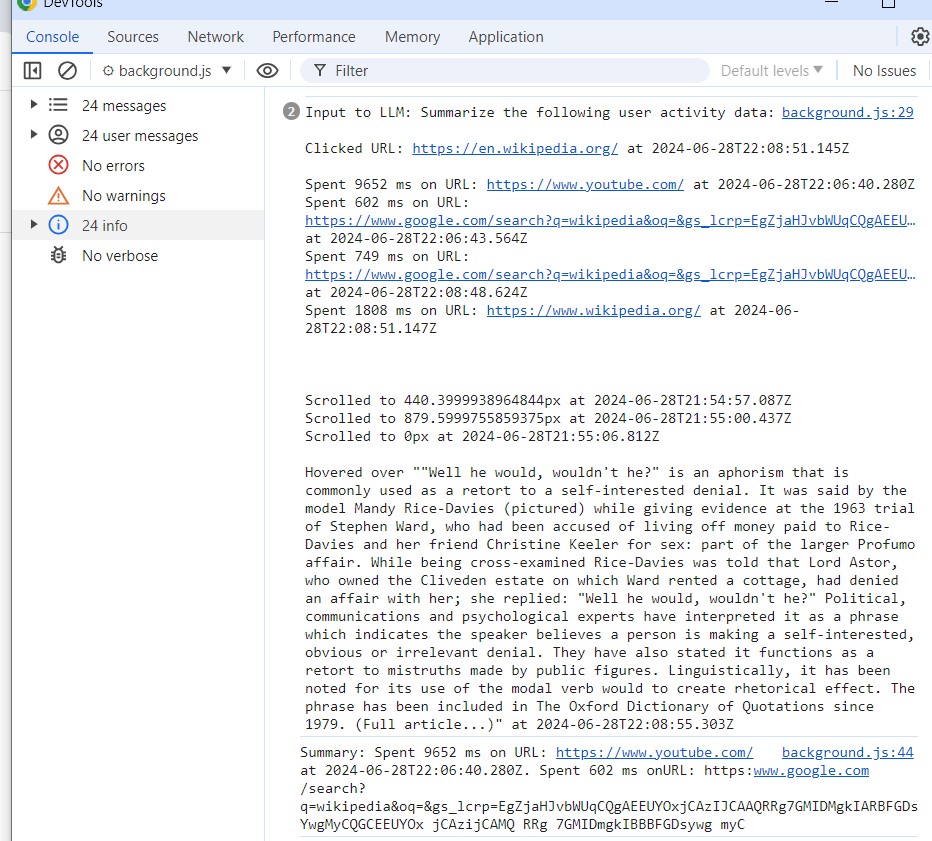 DevTools
Console Sources Network Performance Memory Application
background.js Filter Default levels No Issues
24 messages
24 user messages
No errors
No warnings
24 info
No verbose
2 Input to LLM: Summarize the following user activity data: background.js:29
Clicked URL: https://en.wikipedia.org/ at 2024-06-28T22:08:51.145Z
Spent 9652 ms on URL: https://www.youtube.com/ at 2024-06-28T22:06:40.280Z
Spent 602 ms on URL:
https://www.google.com/search?q=wikipedia&oq=&gs_lcrp=EgZjaHJvbWUqCQgAEEU…
at 2024-06-28T22:06:43.564Z
Spent 749 ms on URL:
https://www.google.com/search?q=wikipedia&oq=&gs_lcrp=EgZjaHJvbWUqCQgAEEU…
at 2024-06-28T22:08:48.624Z
Spent 1808 ms on URL: https://www.wikipedia.org/ at 2024-06-
28T22:08:51.147Z
Scrolled to 440.3999938964844px at 2024-06-28T21:54:57.087Z
Scrolled to 879.5999755859375px at 2024-06-28T21:55:00.437Z
Scrolled to 0px at 2024-06-28T21:55:06.812Z
Hovered over ""Well he would, wouldn't he?" is an aphorism that is
commonly used as a retort to a self-interested denial. It was said by the
model Mandy Rice-Davies (pictured) while giving evidence at the 1963 trial
of Stephen Ward, who had been accused of living off money paid to Rice-
Davies and her friend Christine Keeler for sex: part of the larger Profumo
affair. While being cross-examined Rice-Davies was told that Lord Astor,
who owned the Cliveden estate on which Ward rented a cottage, had denied
an affair with her; she replied: "Well he would, wouldn't he?" Political,
communications and psychological experts have interpreted it as a phrase
which indicates the speaker believes a person is making a self-interested,
obvious or irrelevant denial. They have also stated it functions as a
retort to mistruths made by public figures. Linguistically, it has been
noted for its use of the modal verb would to create rhetorical effect. The
phrase has been included in The Oxford Dictionary of Quotations since
1979. (Full article...)" at 2024-06-28T22:08:55.303Z
Summary: Spent 9652 ms on URL: https://www.youtube.com/ background.js:44
at 2024-06-28T22:06:40.280Z. Spent 602 ms onURL: https:www.google.com
/search?
q=wikipedia&oq=&gs_lcrp=EgZjaHJvbWUqCQgAEEUYOxjCAzIJCAAQRRg7GMIDMgkIARBFGDs
YwgMyCQGCEEUYOx jCAzijCAMQ RRg 7GMIDmgkIBBBFGDsywg myC